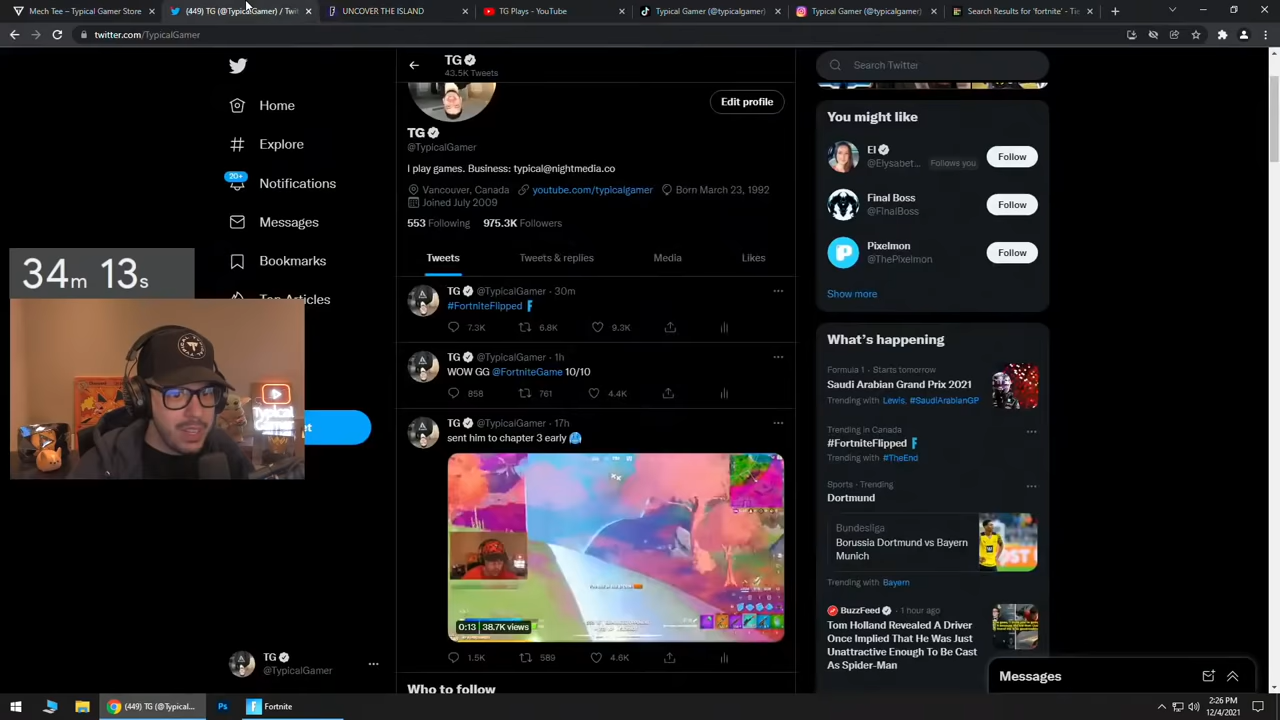 Mech Tee – Typical Gamer Store
(449) TG (@TypicalGamer) / Twit
UNCOVER THE ISLAND
TG Plays - YouTube
Typical Gamer (@typicalgamer)
Typical Gamer (@typicalgamer)
Search Results for 'fortnite' - Ti
twitter.com/TypicalGamer
Home
Explore
20+
Notifications
Messages
Bookmarks
Top Articles
34m 13s
TG
43.5K Tweets
Edit profile
TG
@TypicalGamer
I play games. Business: typical@nightmedia.co
Vancouver, Canada youtube.com/typicalgamer Born March 23, 1992
Joined July 2009
553 Following 975.3K Followers
Tweets Tweets & replies Media Likes
TG @TypicalGamer · 30m
#FortniteFlipped
7.3K 6.8K 9.3K
TG @TypicalGamer · 1h
WOW GG @FortniteGame 10/10
858 761 4.4K
TG @TypicalGamer · 17h
sent him to chapter 3 early
0:13 38.7K views
1.5K 589 4.6K
Who to follow
Search Twitter
You might like
El
@Elysabet... Follows you
Follow
Final Boss
@FinalBoss
Follow
Pixelmon
@ThePixelmon
Follow
Show more
What's happening
Formula 1 · Starts tomorrow
Saudi Arabian Grand Prix 2021
Trending with Lewis, #SaudiArabianGP
Trending in Canada
#FortniteFlipped
Trending with #TheEnd
Sports · Trending
Dortmund
Bundesliga
Borussia Dortmund vs Bayern
Munich
Trending with Bayern
BuzzFeed · 1 hour ago
Tom Holland Revealed A Driver
Once Implied That He Was Just
Unattractive Enough To Be Cast
As Spider-Man
Messages
TG
@TypicalGamer
Typical
Gamer
(449) TG (@Typical...
Ps
Fortnite
2:26 PM
12/4/2021